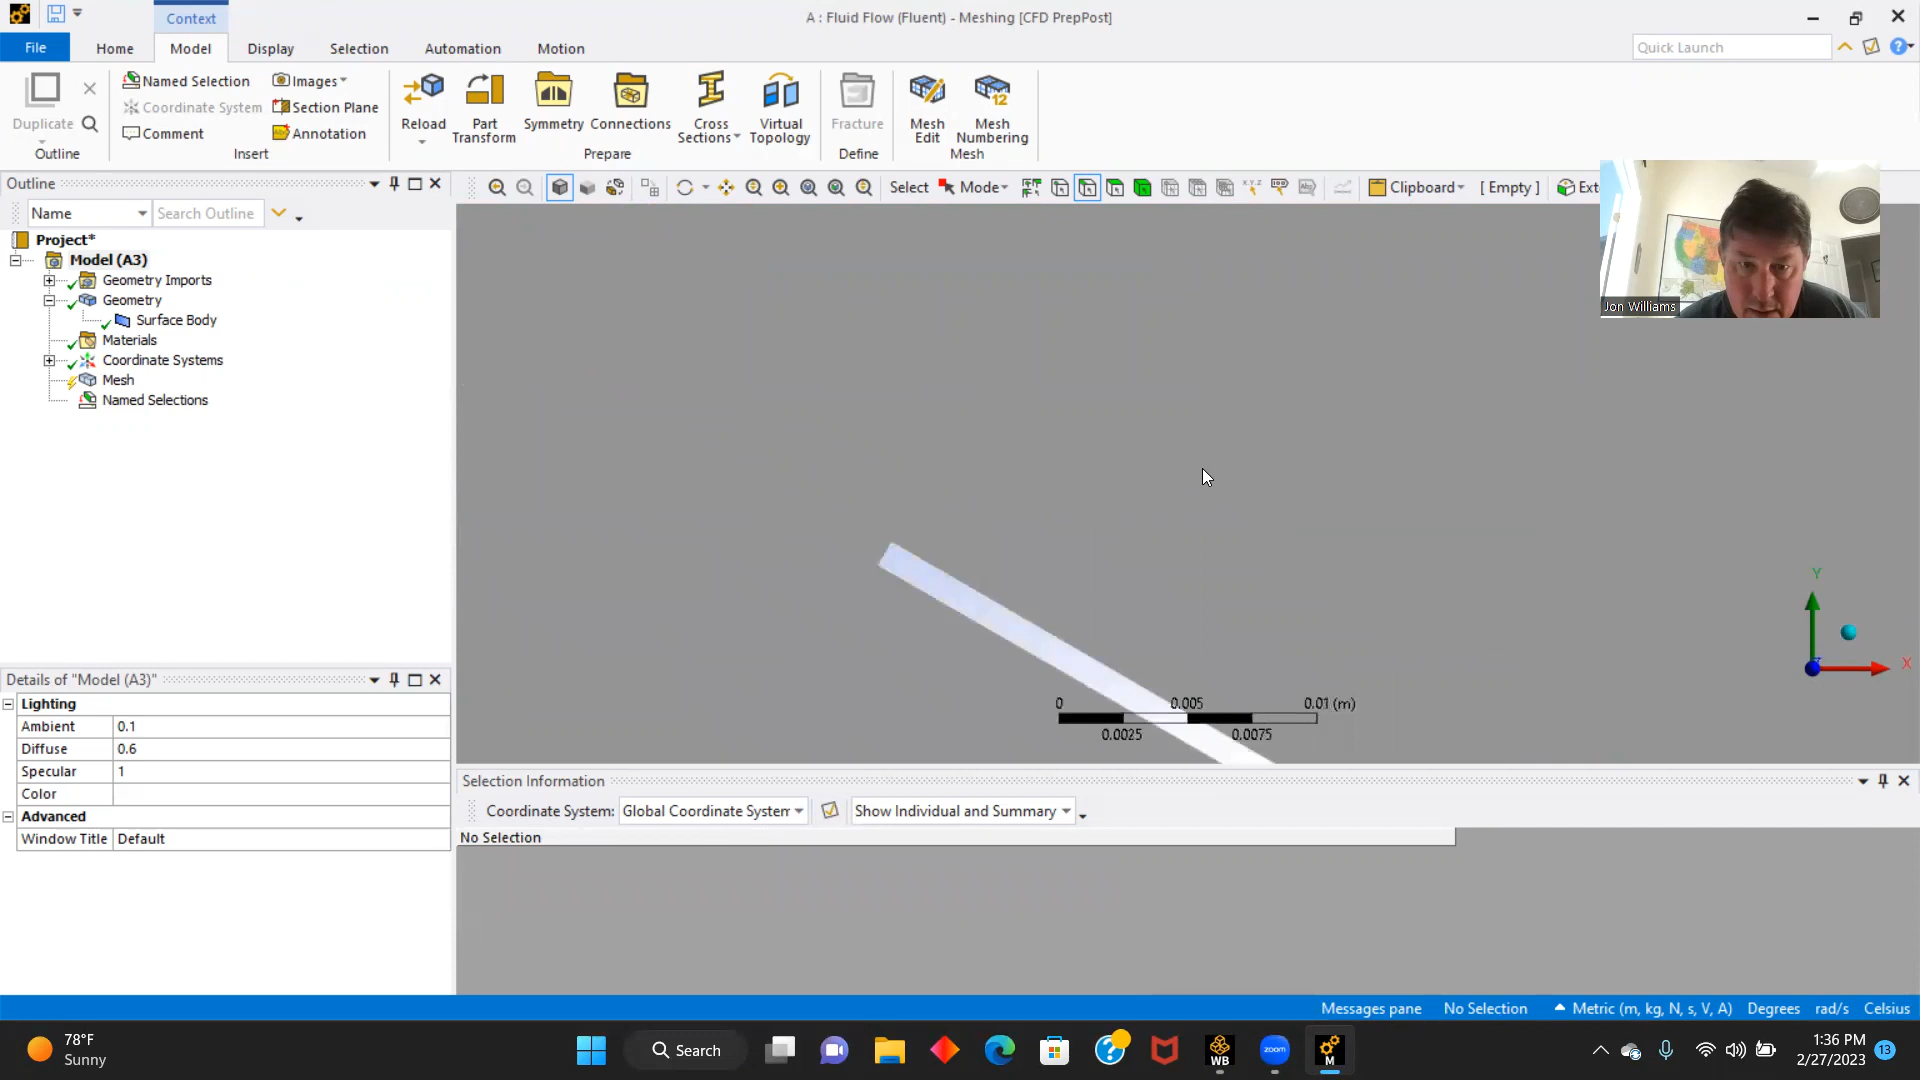 Context
A : Fluid Flow (Fluent) - Meshing [CFD PrepPost]
File
Home
Model
Display
Selection
Automation
Motion
Quick Launch
Duplicate
Outline
Named Selection
Coordinate System
Comment
Images
Section Plane
Annotation
Insert
Reload
Part
Transform
Symmetry
Connections
Cross
Sections
Virtual
Topology
Prepare
Fracture
Define
Mesh
Edit
Mesh
Numbering
Mesh
Outline
Name
Search Outline
Select
Mode
Clipboard
[ Empty ]
Ext
Jon Williams
Project*
Model (A3)
Geometry Imports
Geometry
Surface Body
Materials
Coordinate Systems
Mesh
Named Selections
Y
X
0
0.005
0.01 (m)
0.0025
0.0075
Details of "Model (A3)"
Lighting
Ambient 0.1
Diffuse 0.6
Specular 1
Color
Advanced
Window Title Default
Selection Information
Coordinate System: Global Coordinate System
Show Individual and Summary
No Selection
Messages pane
No Selection
Metric (m, kg, N, s, V, A)
Degrees
rad/s
Celsius
78°F
Sunny
Search
WB
zoom
M
1:36 PM
2/27/2023
13